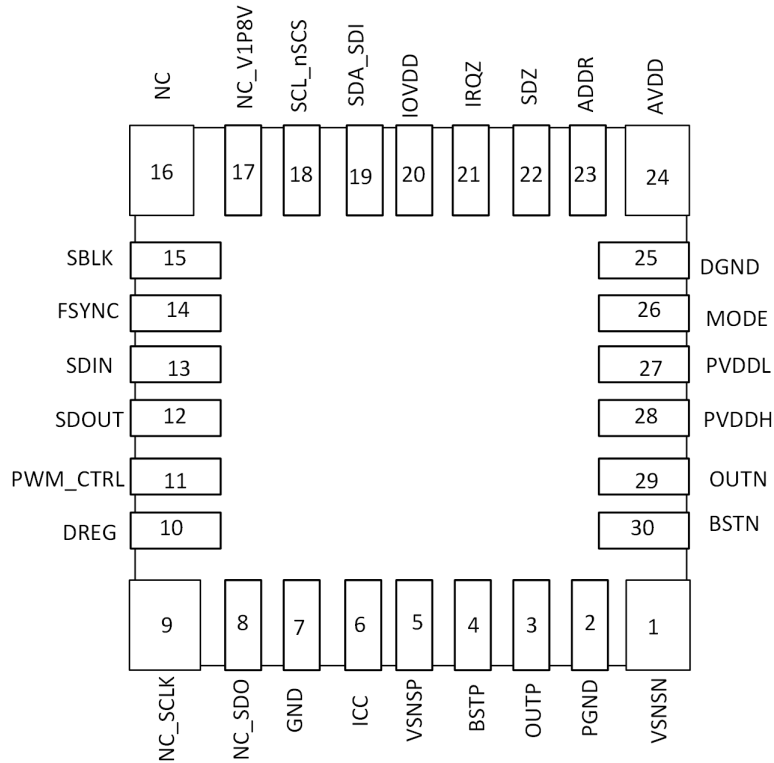 NC
NC_V1P8V
SCL_nSCS
SDA_SDI
IOVDD
IRQZ
SDZ
ADDR
AVDD
16
17
18
19
20
21
22
23
24
SBLK
15
25
DGND
FSYNC
14
26
MODE
SDIN
13
27
PVDDL
SDOUT
12
28
PVDDH
PWM_CTRL
11
29
OUTN
DREG
10
30
BSTN
9
8
7
6
5
4
3
2
1
NC_SCLK
NC_SDO
GND
ICC
VSNSP
BSTP
OUTP
PGND
VSNSN